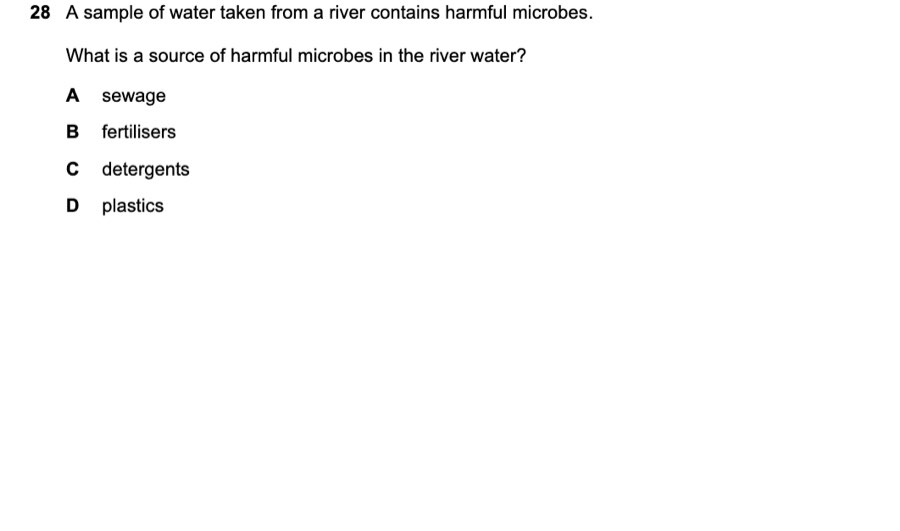 28 A sample of water taken from a river contains harmful microbes.
What is a source of harmful microbes in the river water?
A sewage
B fertilisers
C detergents
D plastics